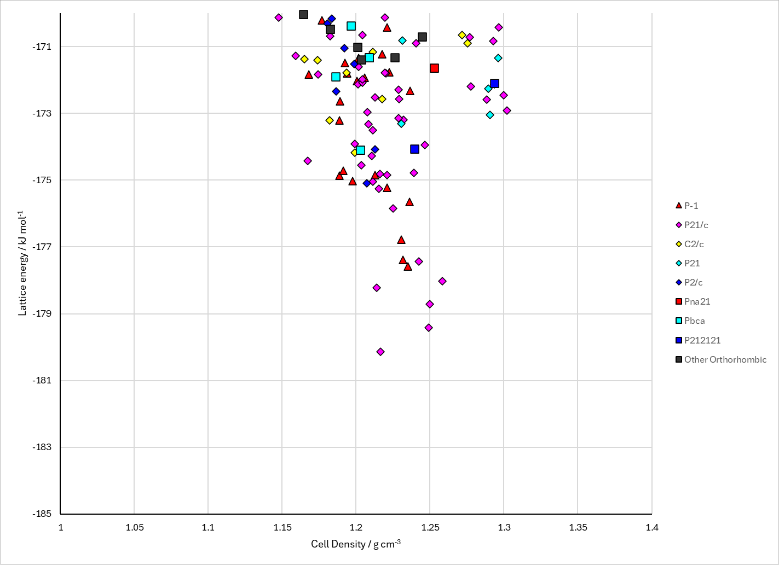 -171
-173
-175
-177
-179
-181
-183
-185
Lattice energy / kJ mol-1
1
1.05
1.1
1.15
1.2
1.25
1.3
1.35
1.4
Cell Density / g cm-3
P-1
P21/c
C2/c
P21
P2/c
Pna21
Pbca
P212121
Other Orthorhombic